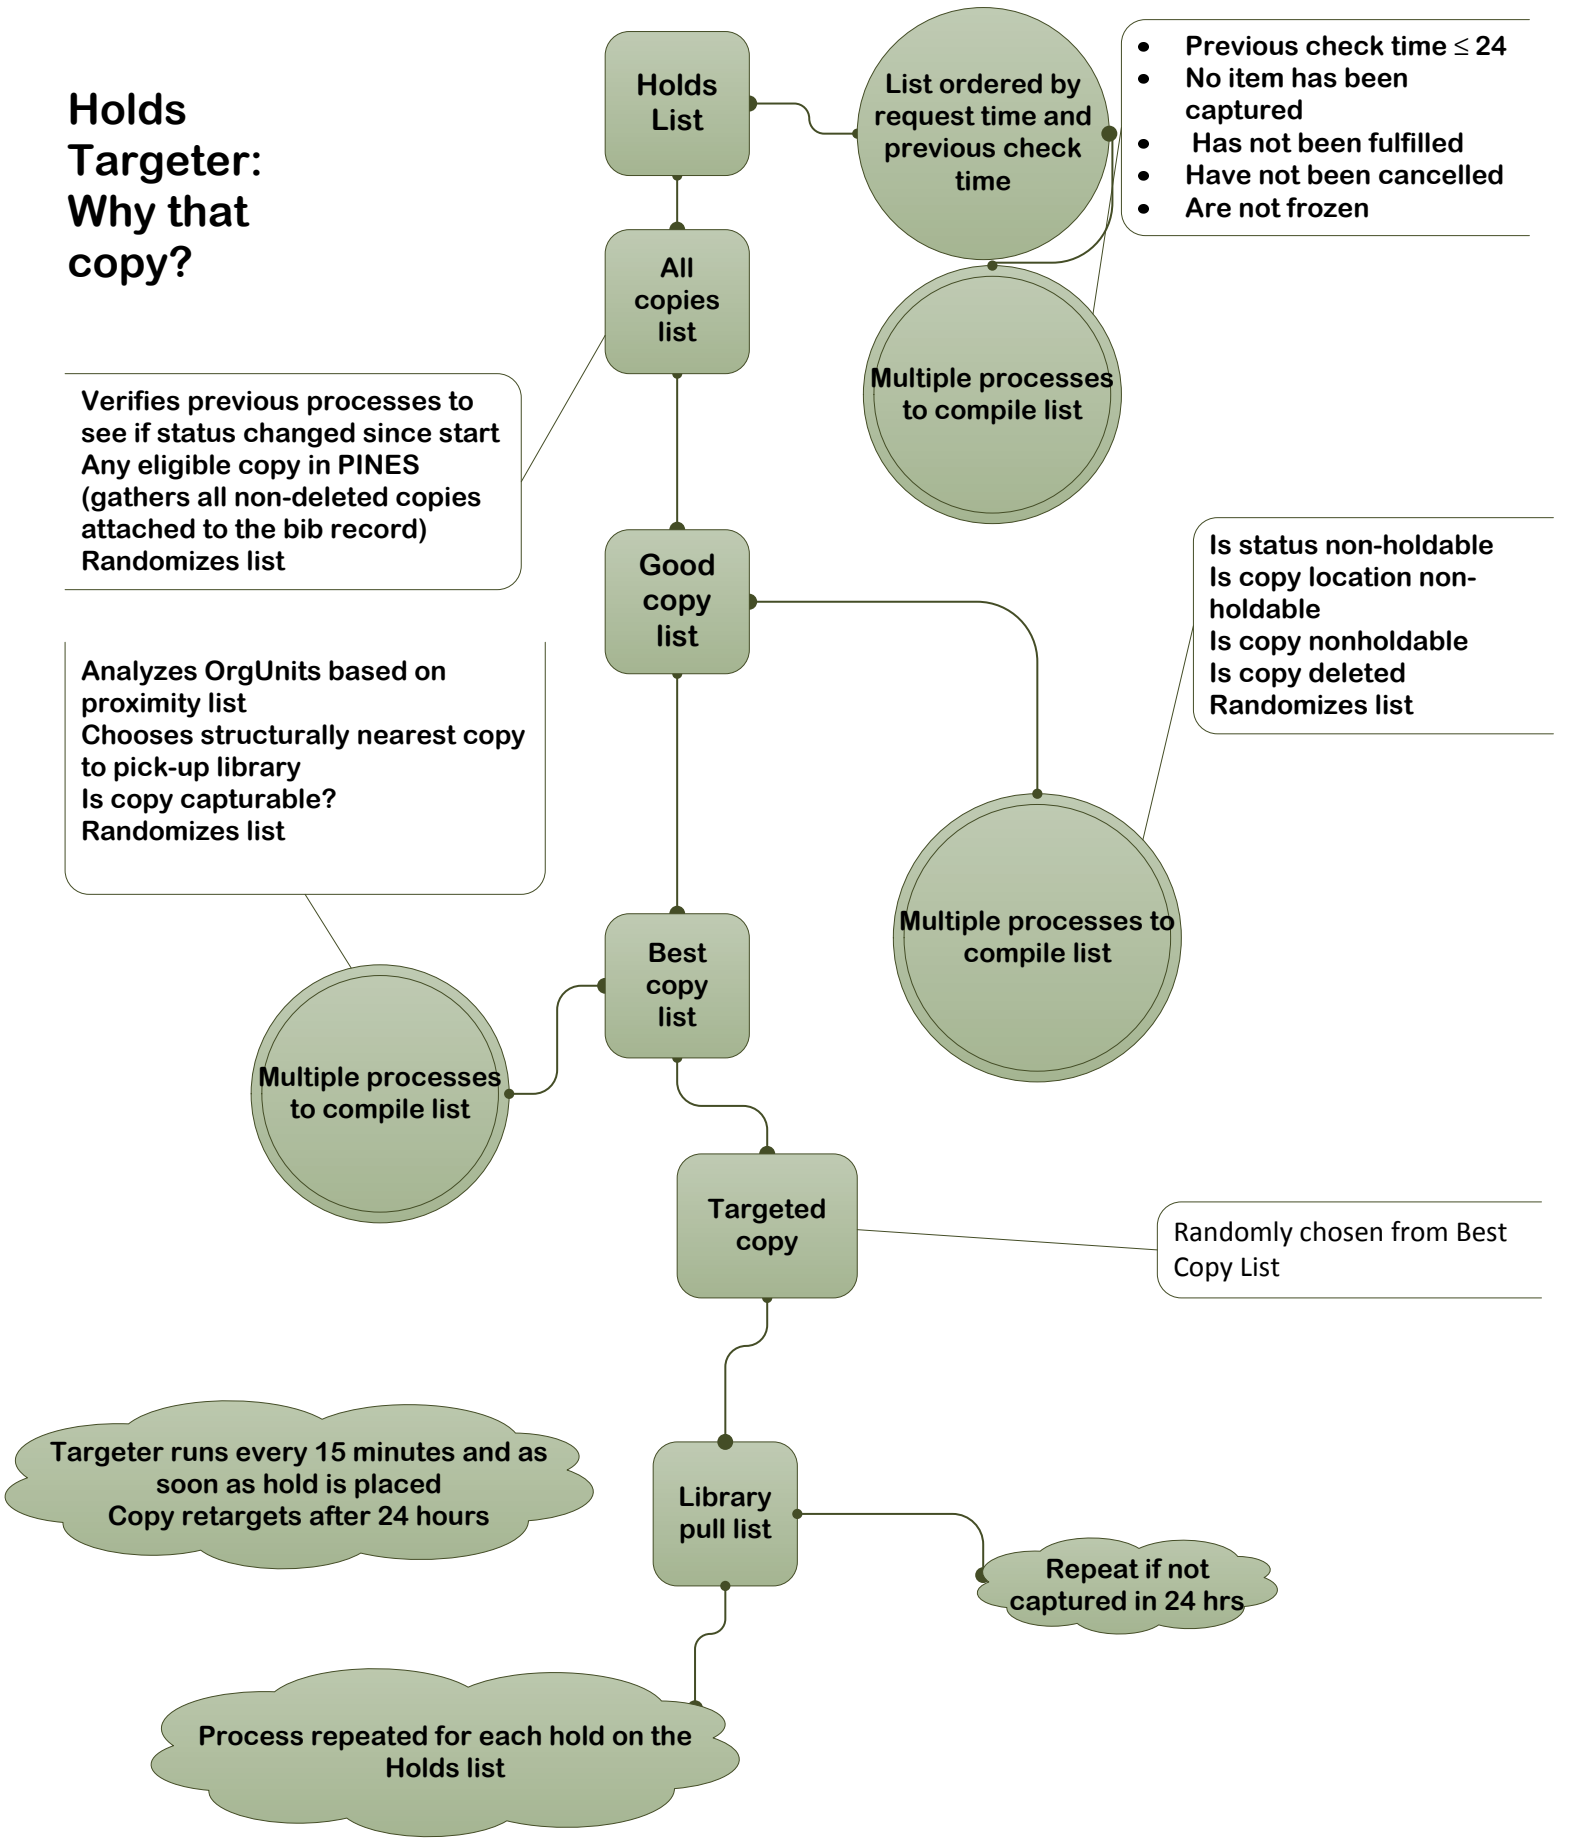 Holds
Targeter:
Why that
copy?
Holds
List
List ordered by
request time and
previous check
time
• Previous check time ≤ 24
• No item has been
captured
• Has not been fulfilled
• Have not been cancelled
• Are not frozen
All
copies
list
Multiple processes
to compile list
Verifies previous processes to
see if status changed since start
Any eligible copy in PINES
(gathers all non-deleted copies
attached to the bib record)
Randomizes list
Good
copy
list
Is status non-holdable
Is copy location non-
holdable
Is copy nonholdable
Is copy deleted
Randomizes list
Analyzes OrgUnits based on
proximity list
Chooses structurally nearest copy
to pick-up library
Is copy capturable?
Randomizes list
Multiple processes to
compile list
Best
copy
list
Multiple processes
to compile list
Targeted
copy
Randomly chosen from Best
Copy List
Targeter runs every 15 minutes and as
soon as hold is placed
Copy retargets after 24 hours
Library
pull list
Repeat if not
captured in 24 hrs
Process repeated for each hold on the
Holds list